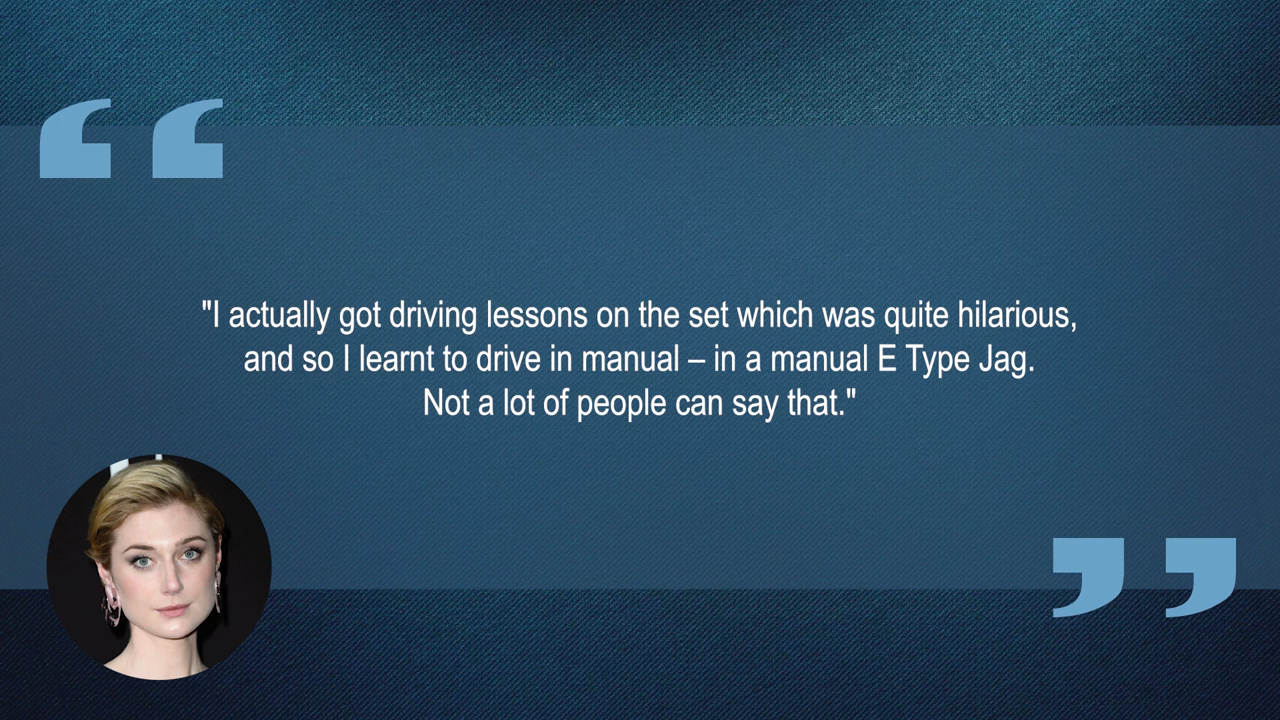 "I actually got driving lessons on the set which was quite hilarious,
and so I learnt to drive in manual – in a manual E Type Jag.
Not a lot of people can say that."